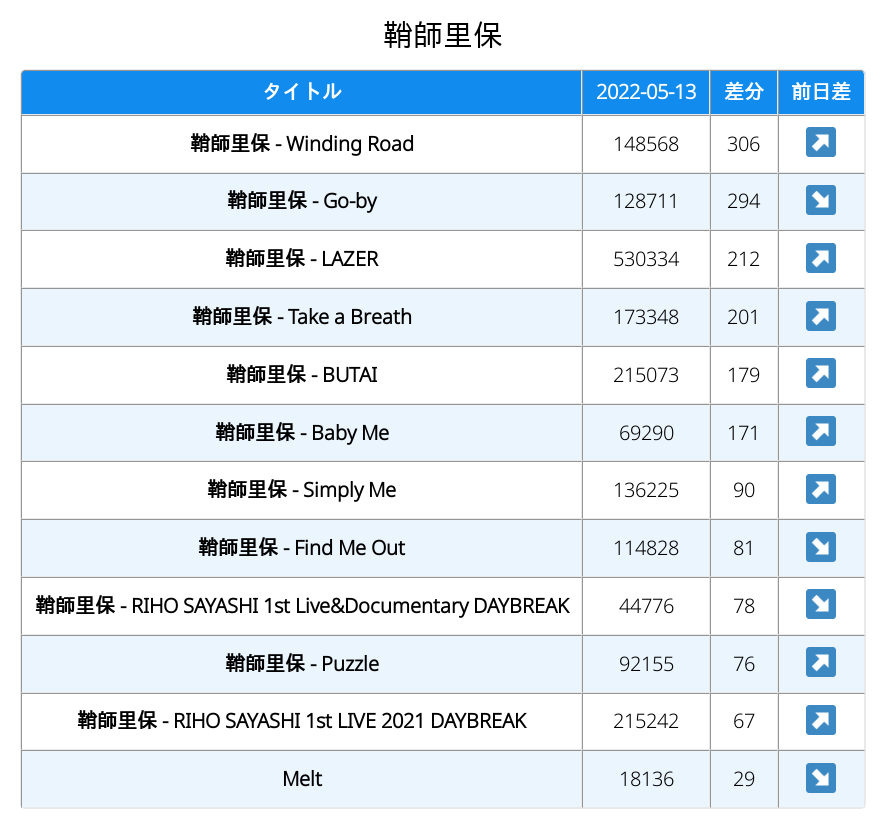 鞘師里保
タイトル 2022-05-13 差分 前日差
鞘師里保 - Winding Road 148568 306 ↗
鞘師里保 - Go-by 128711 294 ↘
鞘師里保 - LAZER 530334 212 ↗
鞘師里保 - Take a Breath 173348 201 ↗
鞘師里保 - BUTAI 215073 179 ↗
鞘師里保 - Baby Me 69290 171 ↗
鞘師里保 - Simply Me 136225 90 ↗
鞘師里保 - Find Me Out 114828 81 ↘
鞘師里保 - RIHO SAYASHI 1st Live&Documentary DAYBREAK 44776 78 ↘
鞘師里保 - Puzzle 92155 76 ↗
鞘師里保 - RIHO SAYASHI 1st LIVE 2021 DAYBREAK 215242 67 ↗
Melt 18136 29 ↘